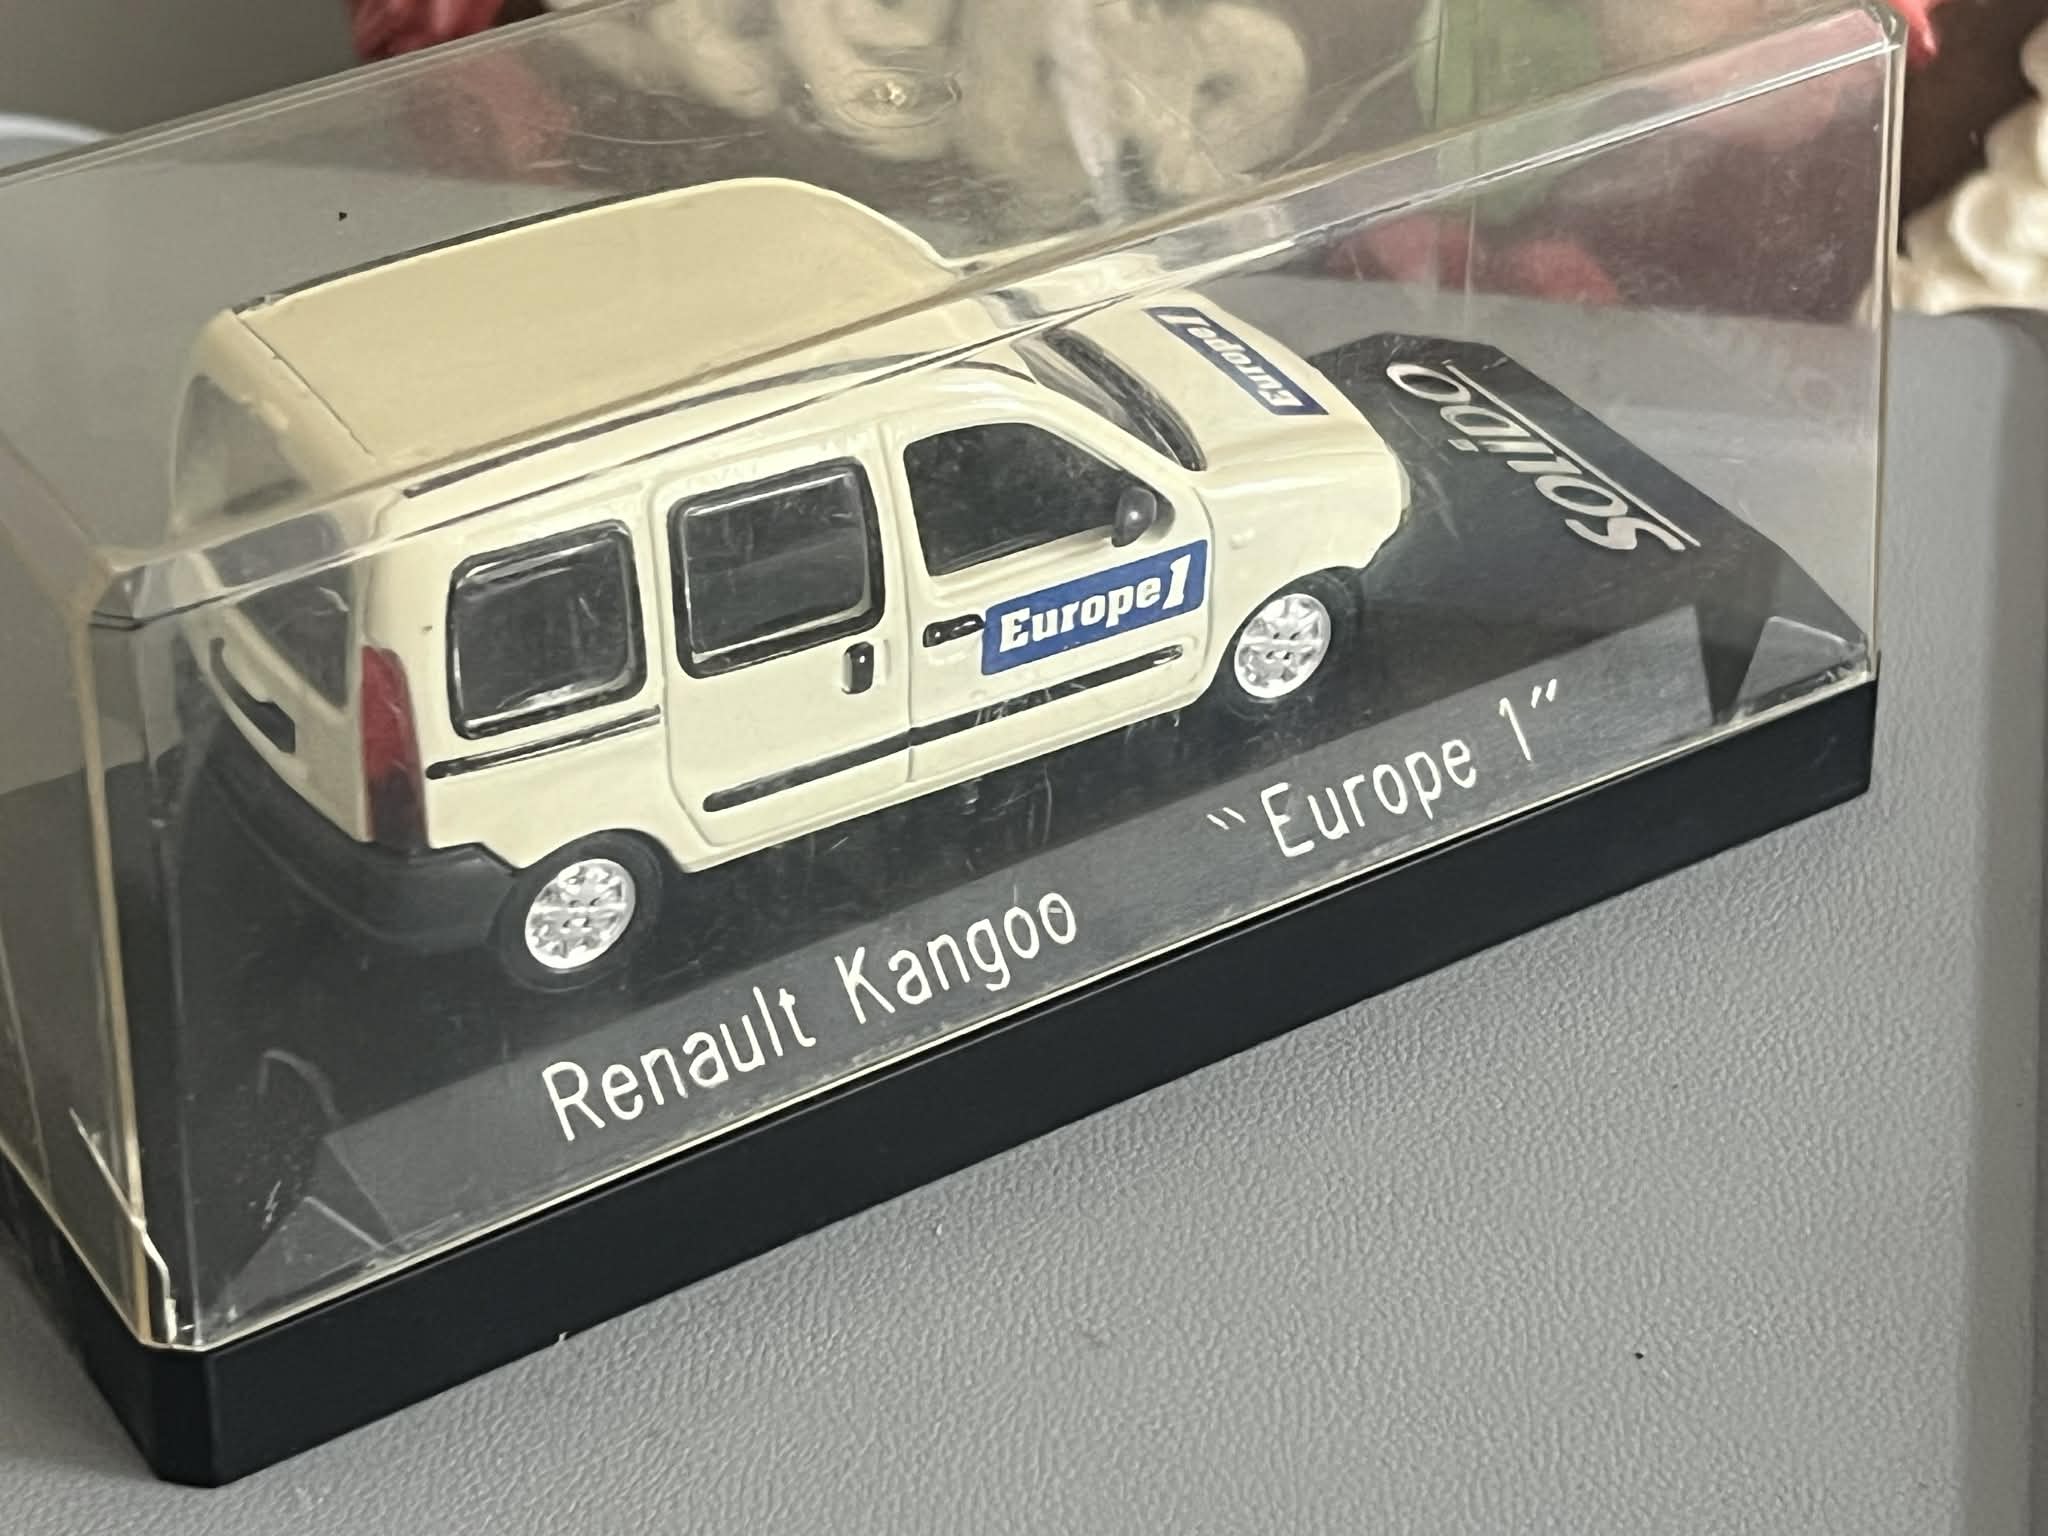 Europe 1
Solido
Europe 1
Renault Kangoo "Europe 1"